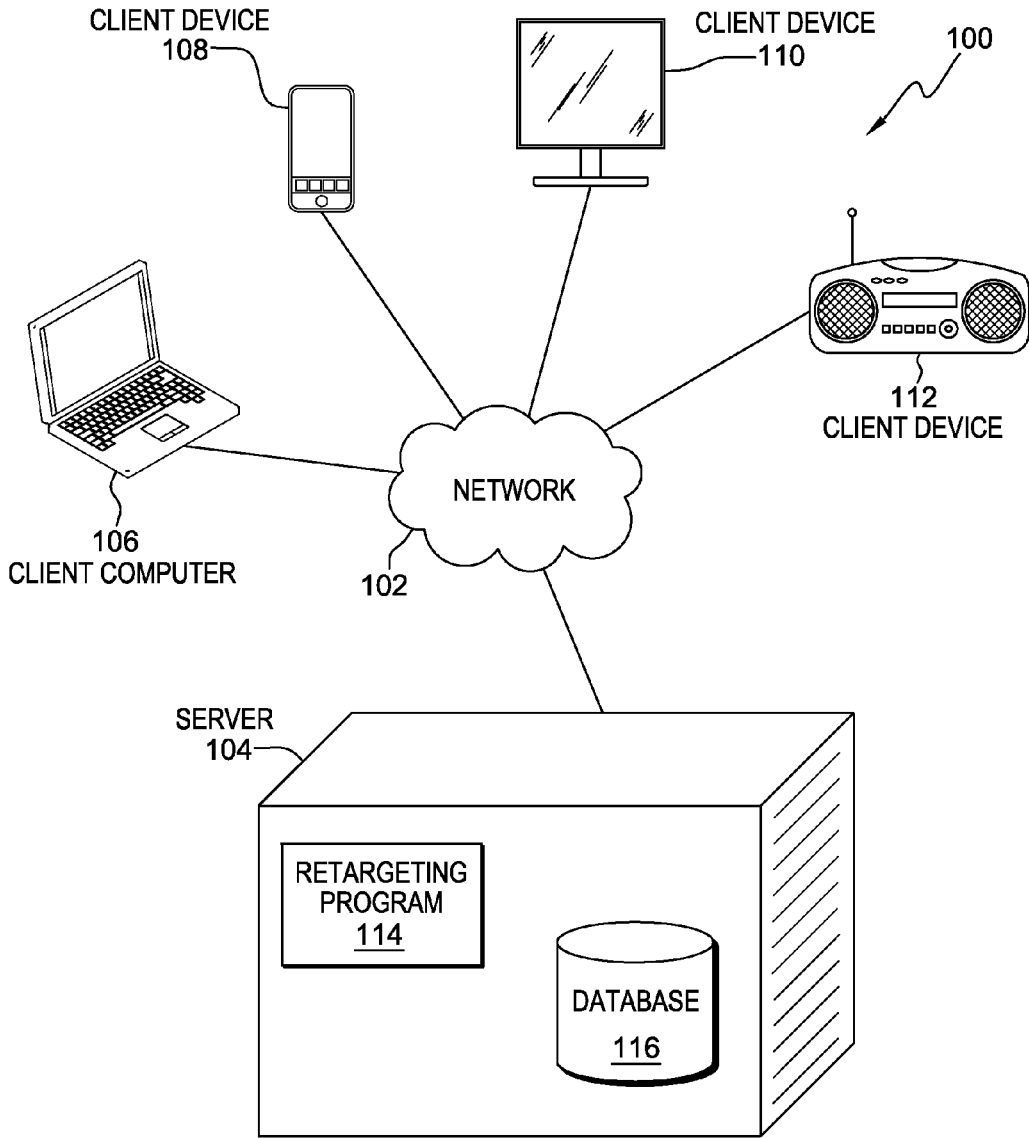 CLIENT DEVICE
108
CLIENT DEVICE
110
100
112
CLIENT DEVICE
106
CLIENT COMPUTER
NETWORK
102
SERVER
104
RETARGETING
PROGRAM
114
DATABASE
116